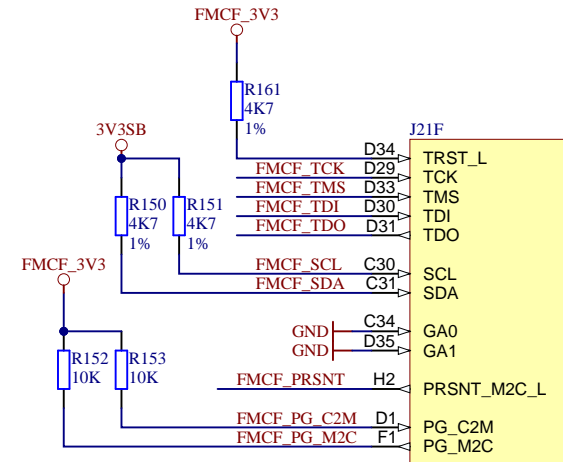 FMCF_3V3
R161
4K7
1%
J21F
3V3SB
D34 TRST_L
FMCF_TCK D29 TCK
FMCF_TMS D33 TMS
FMCF_TDI D30 TDI
FMCF_TDO D31 TDO
R150 R151
4K7 4K7
1% 1%
FMCF_SCL C30 SCL
FMCF_SDA C31 SDA
FMCF_3V3
GND C34 GA0
GND D35 GA1
R152 R153
10K 10K
FMCF_PRSNT H2 PRSNT_M2C_L
FMCF_PG_C2M D1 PG_C2M
FMCF_PG_M2C F1 PG_M2C